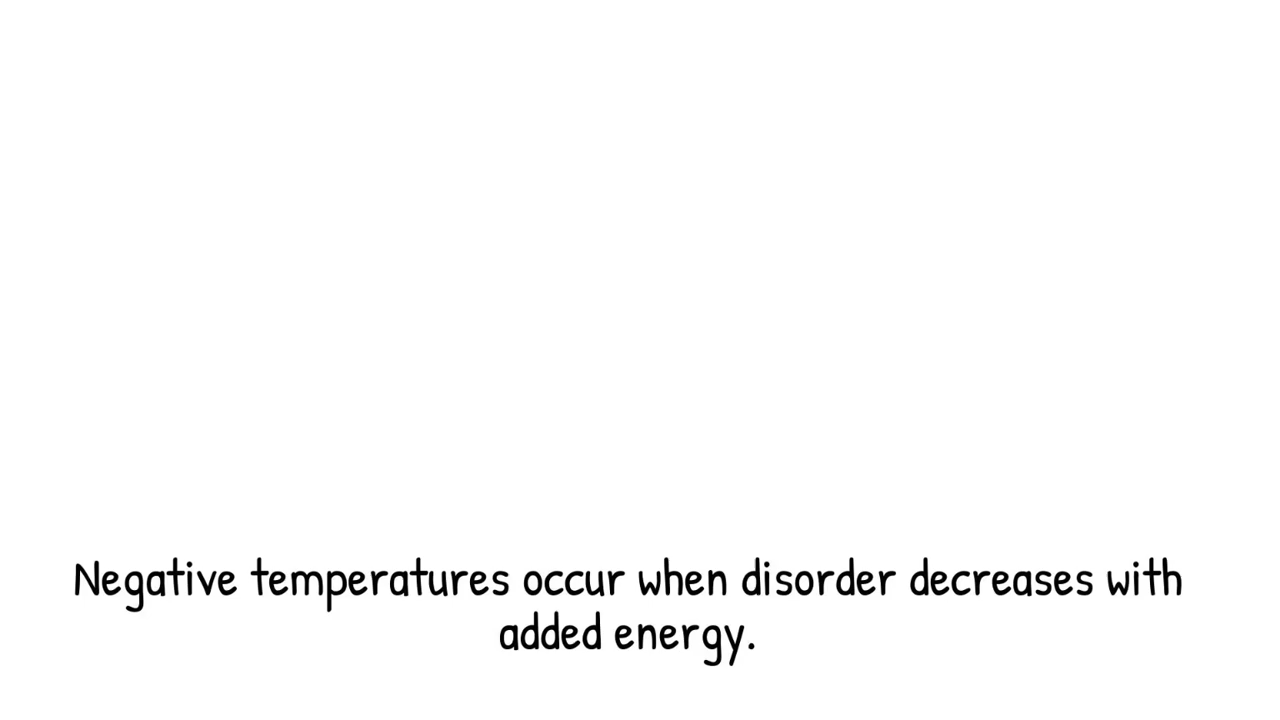 Negative temperatures occur when disorder decreases with
added energy.